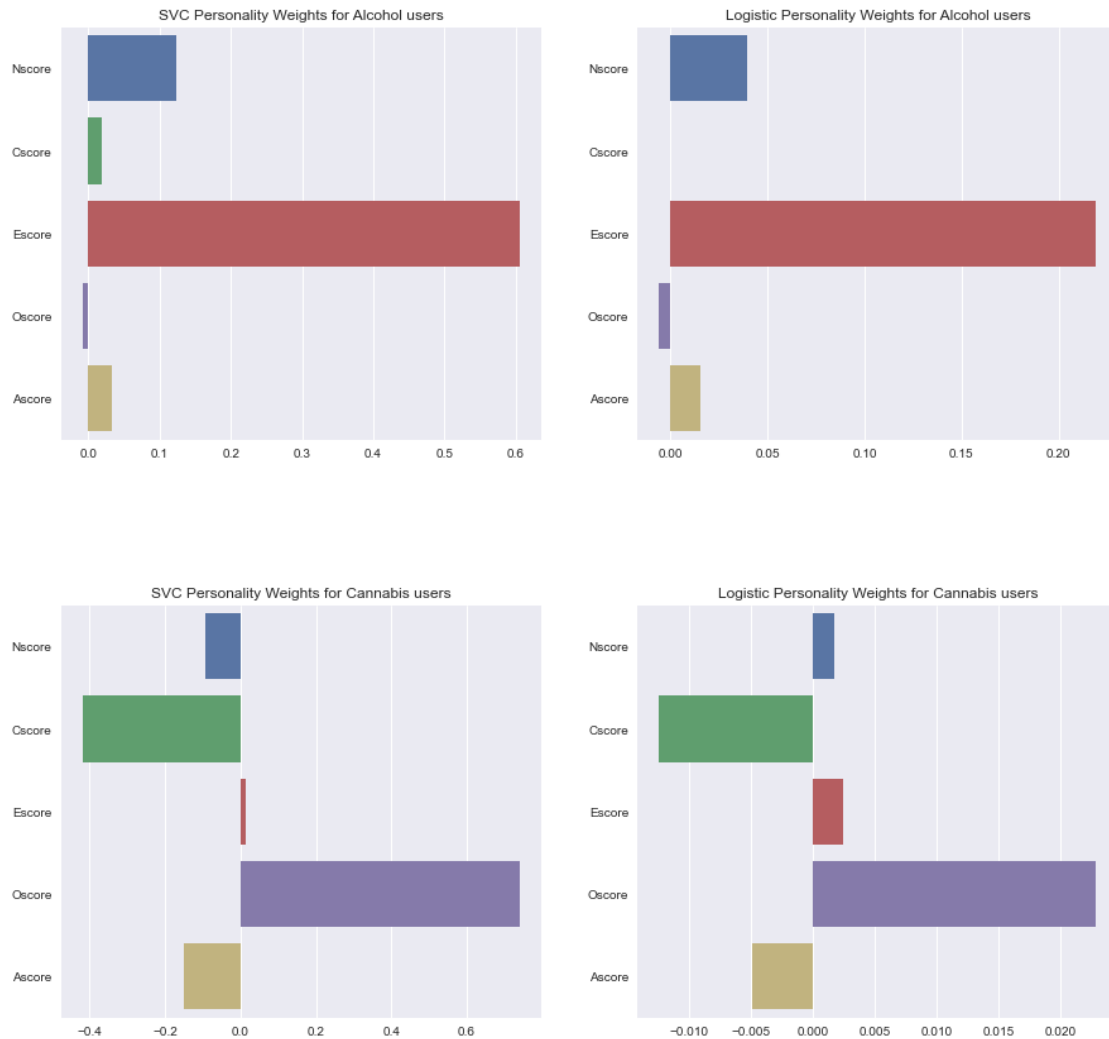 SVC Personality Weights for Alcohol users
Nscore
Cscore
Escore
Oscore
Ascore
0.0 0.1 0.2 0.3 0.4 0.5 0.6
Logistic Personality Weights for Alcohol users
Nscore
Cscore
Escore
Oscore
Ascore
0.00 0.05 0.10 0.15 0.20
SVC Personality Weights for Cannabis users
Nscore
Cscore
Escore
Oscore
Ascore
−0.4 −0.2 0.0 0.2 0.4 0.6
Logistic Personality Weights for Cannabis users
Nscore
Cscore
Escore
Oscore
Ascore
−0.010 −0.005 0.000 0.005 0.010 0.015 0.020